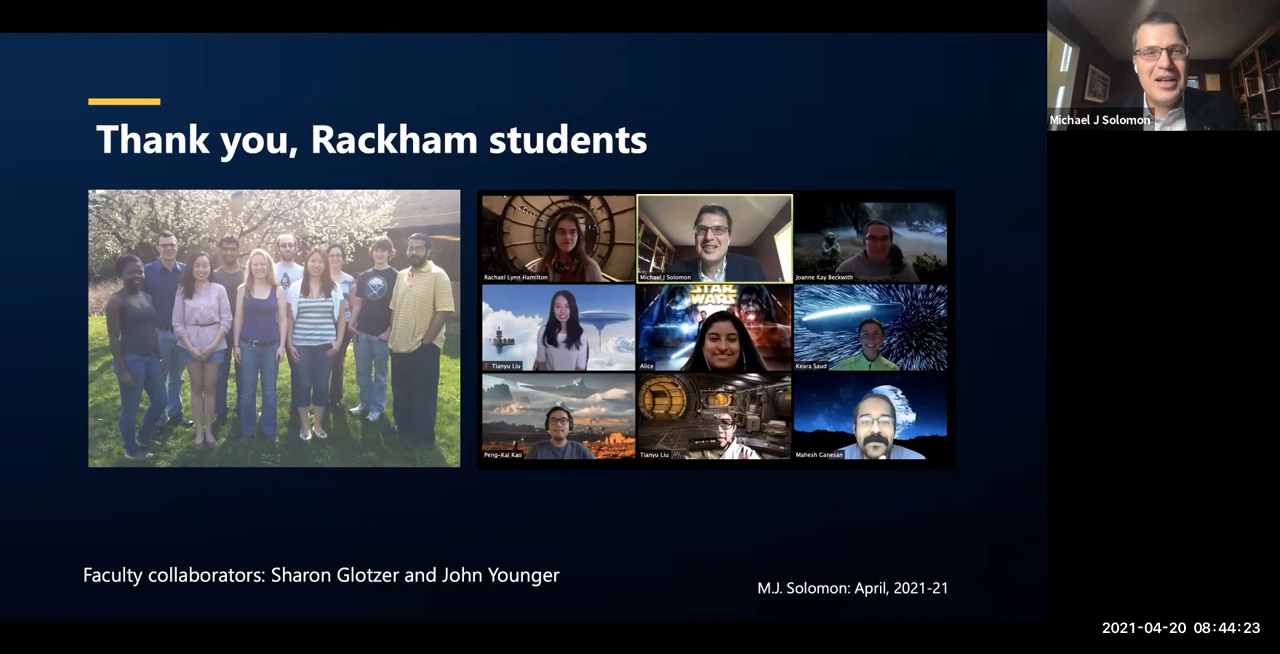 Thank you, Rackham students
Rachael Lynn Hamilton
Michael J Solomon
Joanne Kay Beckwith
STAR
WARS
Tianyu Liu
Alice
Keara Saud
Peng-Kai Kao
Tianyu Liu
Mahesh Ganesan
Faculty collaborators: Sharon Glotzer and John Younger
M.J. Solomon: April, 2021-21
Michael J Solomon
2021-04-20 08:44:23